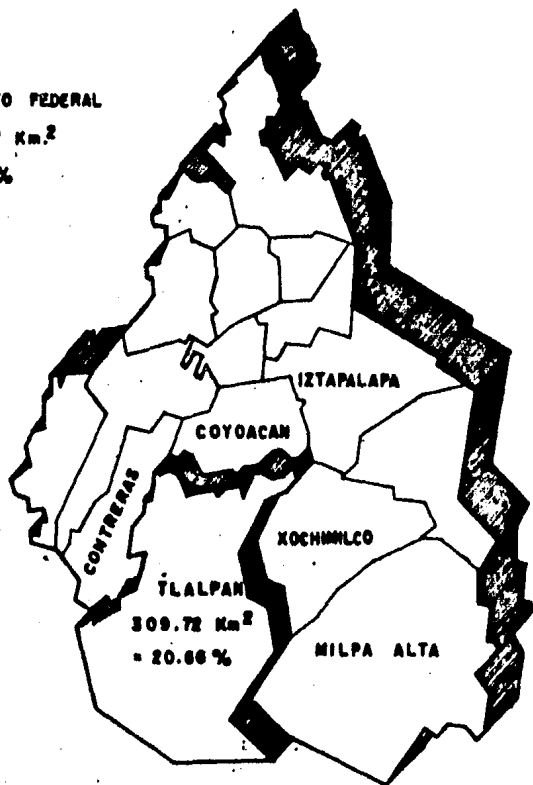 FEDERAL
Km.²
%
IZTAPALAPA
COYOACAN
CONTRERAS
XOCHIMILCO
TLALPAN
309.72 Km²
= 20.66 %
MILPA ALTA